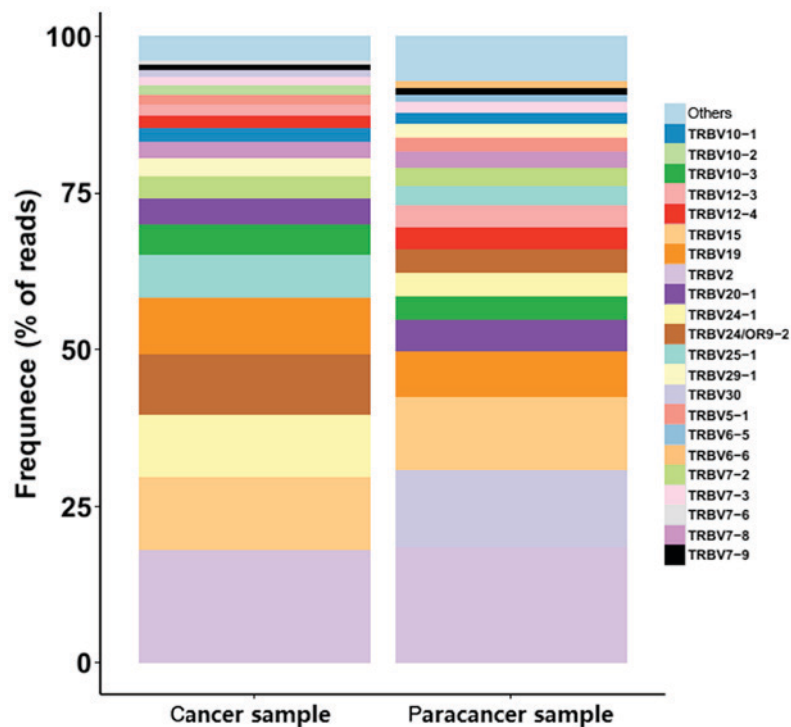 100
75
50
25
0
Frequnece (% of reads)
Cancer sample
Paracancer sample
Others
TRBV10-1
TRBV10-2
TRBV10-3
TRBV12-3
TRBV12-4
TRBV15
TRBV19
TRBV2
TRBV20-1
TRBV24-1
TRBV24/OR9-2
TRBV25-1
TRBV29-1
TRBV30
TRBV5-1
TRBV6-5
TRBV6-6
TRBV7-2
TRBV7-3
TRBV7-6
TRBV7-8
TRBV7-9